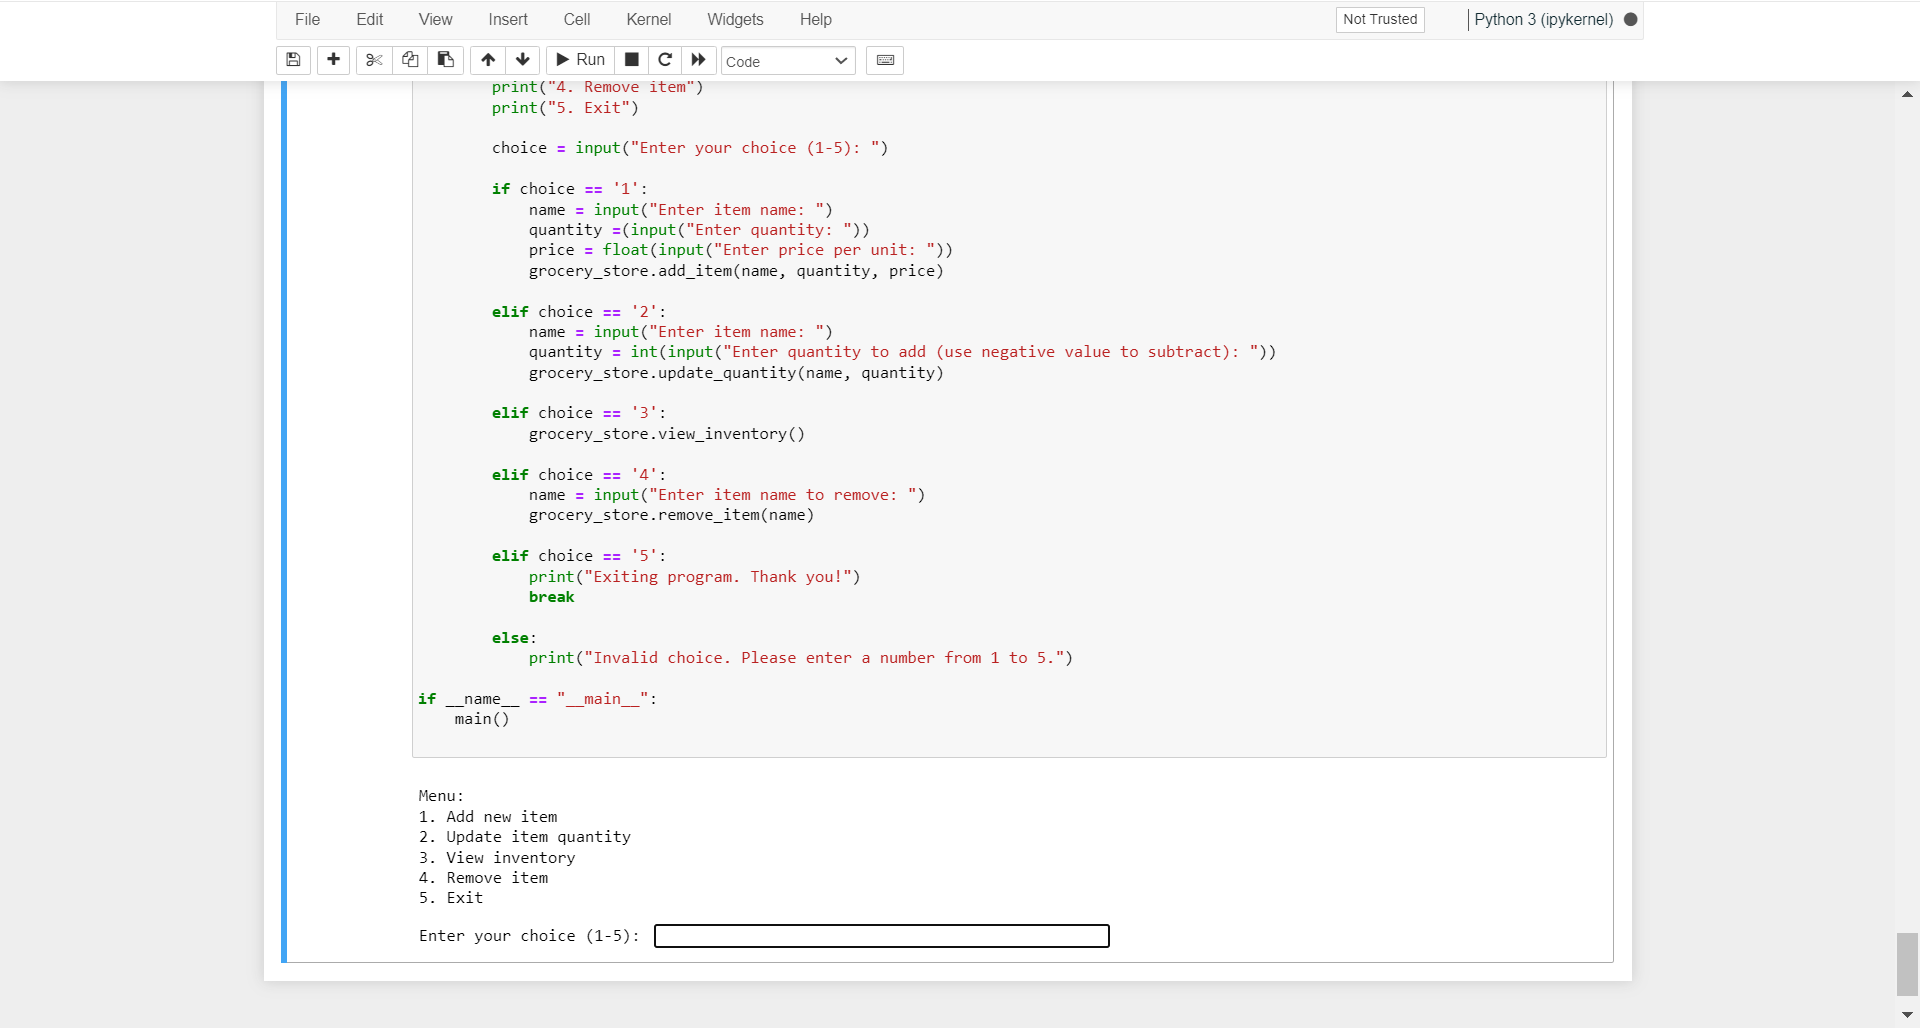 File Edit View Insert Cell Kernel Widgets Help Not Trusted Python 3 (ipykernel)
Run Code
        print("4. Remove item")
        print("5. Exit")

        choice = input("Enter your choice (1-5): ")

        if choice == '1':
            name = input("Enter item name: ")
            quantity =(input("Enter quantity: "))
            price = float(input("Enter price per unit: "))
            grocery_store.add_item(name, quantity, price)

        elif choice == '2':
            name = input("Enter item name: ")
            quantity = int(input("Enter quantity to add (use negative value to subtract): "))
            grocery_store.update_quantity(name, quantity)

        elif choice == '3':
            grocery_store.view_inventory()

        elif choice == '4':
            name = input("Enter item name to remove: ")
            grocery_store.remove_item(name)

        elif choice == '5':
            print("Exiting program. Thank you!")
            break

        else:
            print("Invalid choice. Please enter a number from 1 to 5.")

if __name__ == "__main__":
    main()

Menu:
1. Add new item
2. Update item quantity
3. View inventory
4. Remove item
5. Exit
Enter your choice (1-5):